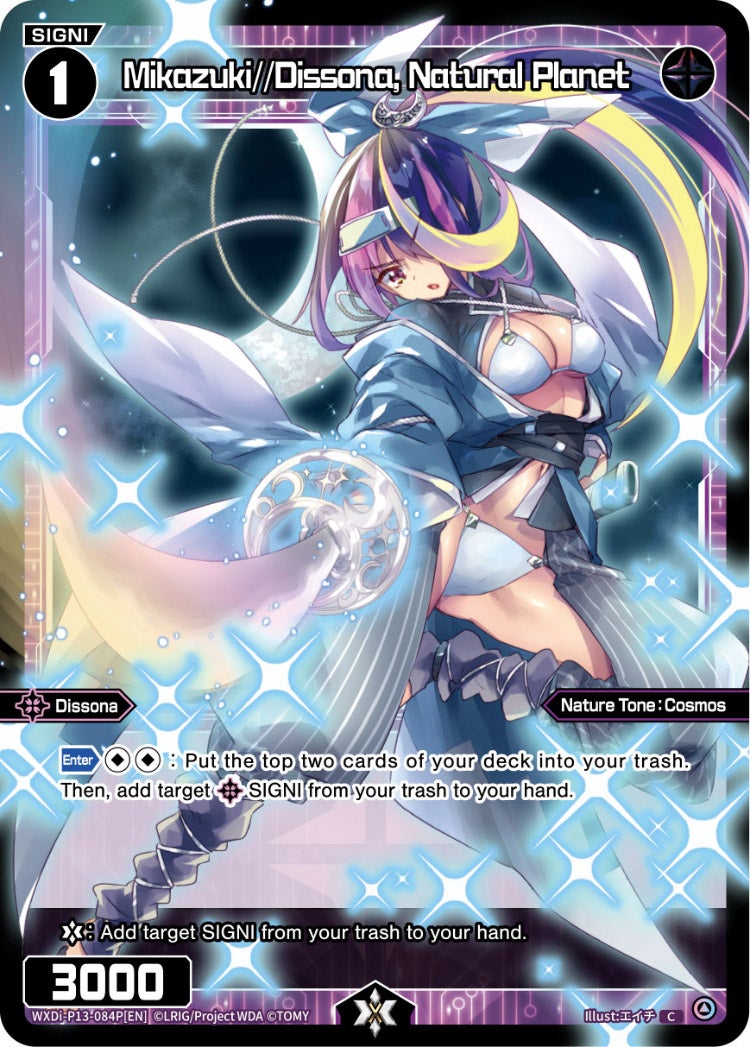 SIGNI
1
Mikazuki//Dissona, Natural Planet
Dissona
Nature Tone:Cosmos
Enter : Put the top two cards of your deck into your trash.
Then, add target SIGNI from your trash to your hand.
: Add target SIGNI from your trash to your hand.
3000
WXDi-P13-084P[EN] ©LRIG/Project WDA ©TOMY
Illust:エイチ C